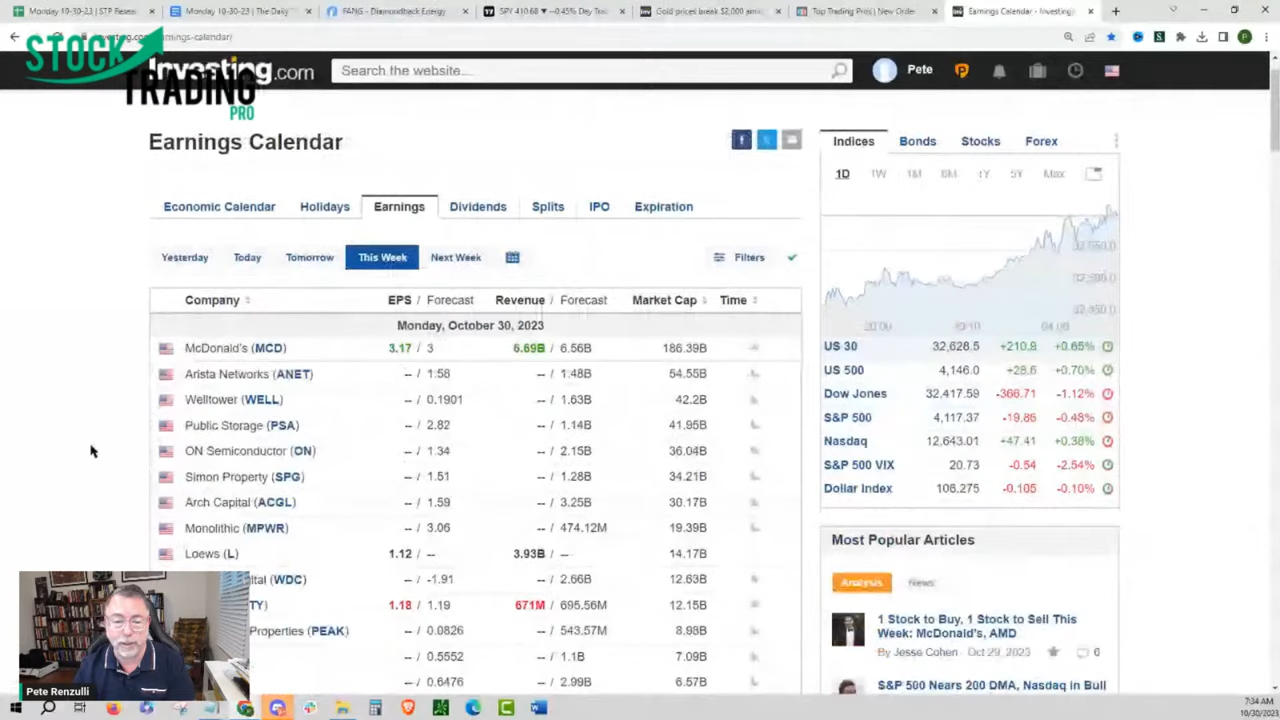 Monday 10-30-23 | STP Resea
Monday 10-30-23 | The Daily
FANG - Diamondback Energy
SPY 410.68 ▼ −0.45% Day Trad
Gold prices break $2,000 am
Top Trading Pros | New Order
Earnings Calendar - Investing
STOCK
TRADING
PRO
Investing.com
Search the website...
Pete
Earnings Calendar
Economic Calendar
Holidays
Earnings
Dividends
Splits
IPO
Expiration
Yesterday
Today
Tomorrow
This Week
Next Week
Filters
Company EPS / Forecast Revenue / Forecast Market Cap Time
Monday, October 30, 2023
McDonald's (MCD) 3.17 / 3 6.69B / 6.56B 186.39B
Arista Networks (ANET) -- / 1.58 -- / 1.48B 54.55B
Welltower (WELL) -- / 0.1901 -- / 1.63B 42.2B
Public Storage (PSA) -- / 2.82 -- / 1.14B 41.95B
ON Semiconductor (ON) -- / 1.34 -- / 2.15B 36.04B
Simon Property (SPG) -- / 1.51 -- / 1.28B 34.21B
Arch Capital (ACGL) -- / 1.59 -- / 3.25B 30.17B
Monolithic (MPWR) -- / 3.06 -- / 474.12M 19.39B
Loews (L) 1.12 / -- 3.93B / -- 14.17B
ital (WDC) -- / -1.91 -- / 2.66B 12.63B
TY) 1.18 / 1.19 671M / 695.56M 12.15B
Properties (PEAK) -- / 0.0826 -- / 543.57M 8.98B
-- / 0.5552 -- / 1.1B 7.09B
-- / 0.6476 -- / 2.99B 6.57B
Indices
Bonds
Stocks
Forex
1D 1W 1M 6M 1Y 5Y Max
US 30 32,628.5 +210.8 +0.65%
US 500 4,146.0 +28.6 +0.70%
Dow Jones 32,417.59 -366.71 -1.12%
S&P 500 4,117.37 -19.86 -0.48%
Nasdaq 12,643.01 +47.41 +0.38%
S&P 500 VIX 20.73 -0.54 -2.54%
Dollar Index 106.275 -0.105 -0.10%
Most Popular Articles
Analysis
News
1 Stock to Buy, 1 Stock to Sell This
Week: McDonald's, AMD
By Jesse Cohen Oct 29, 2023 6
S&P 500 Nears 200 DMA, Nasdaq in Bull
Pete Renzulli
7:34 AM
10/30/2023